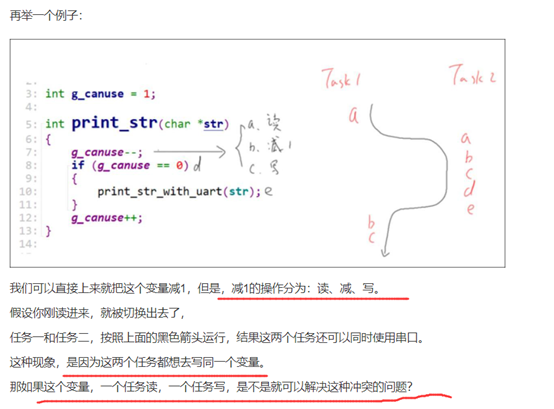 再举一个例子：
2:
3: int g_canuse = 1;
4:
5: int print_str(char *str)
6: {
7: g_canuse--;
8: if (g_canuse == 0) d
9: {
10: print_str_with_uart(str); e
11: }
12: g_canuse++;
13: }
14:
a. 读
b. 减1
c. 写
Task1 Task2
a
a
b
c
d
e
b
c
我们可以直接上来就把这个变量减1，但是，减1的操作分为：读、减、写。
假设你刚读进来，就被切换出去了，
任务一和任务二，按照上面的黑色箭头运行，结果这两个任务还可以同时使用串口。
这种现象，是因为这两个任务都想去写同一个变量。
那如果这个变量，一个任务读，一个任务写，是不是就可以解决这种冲突的问题？